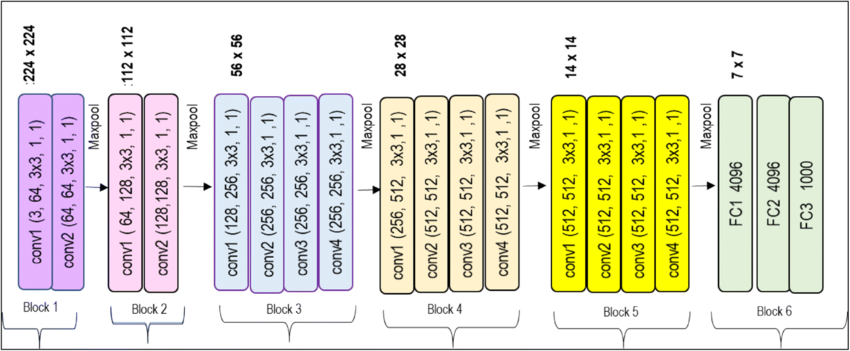 :224 x 224
conv1 (3, 64, 3x3, 1, 1)
conv2 (64, 64, 3x3, 1, 1)
Block 1
Maxpool
:112 x 112
conv1 ( 64, 128, 3x3, 1, 1)
conv2 (128,128, 3x3, 1, 1)
Block 2
Maxpool
56 x 56
conv1 (128, 256, 3x3, 1, 1)
conv2 (256, 256, 3x3,1 ,1)
conv3 (256, 256, 3x3,1 ,1)
conv4 (256, 256, 3x3, 1 ,1)
Block 3
Maxpool
28 x 28
conv1 (256, 512, 3x3,1 ,1)
conv2 (512, 512, 3x3,1 ,1)
conv3 (512, 512, 3x3,1 ,1)
conv4 (512, 512, 3x3,1 ,1)
Block 4
Maxpool
14 x 14
conv1 (512, 512, 3x3,1 ,1)
conv2 (512, 512, 3x3,1 ,1)
conv3 (512, 512, 3x3,1 ,1)
conv4 (512, 512, 3x3,1 ,1)
Block 5
Maxpool
7 x 7
FC1 4096
FC2 4096
FC3 1000
Block 6